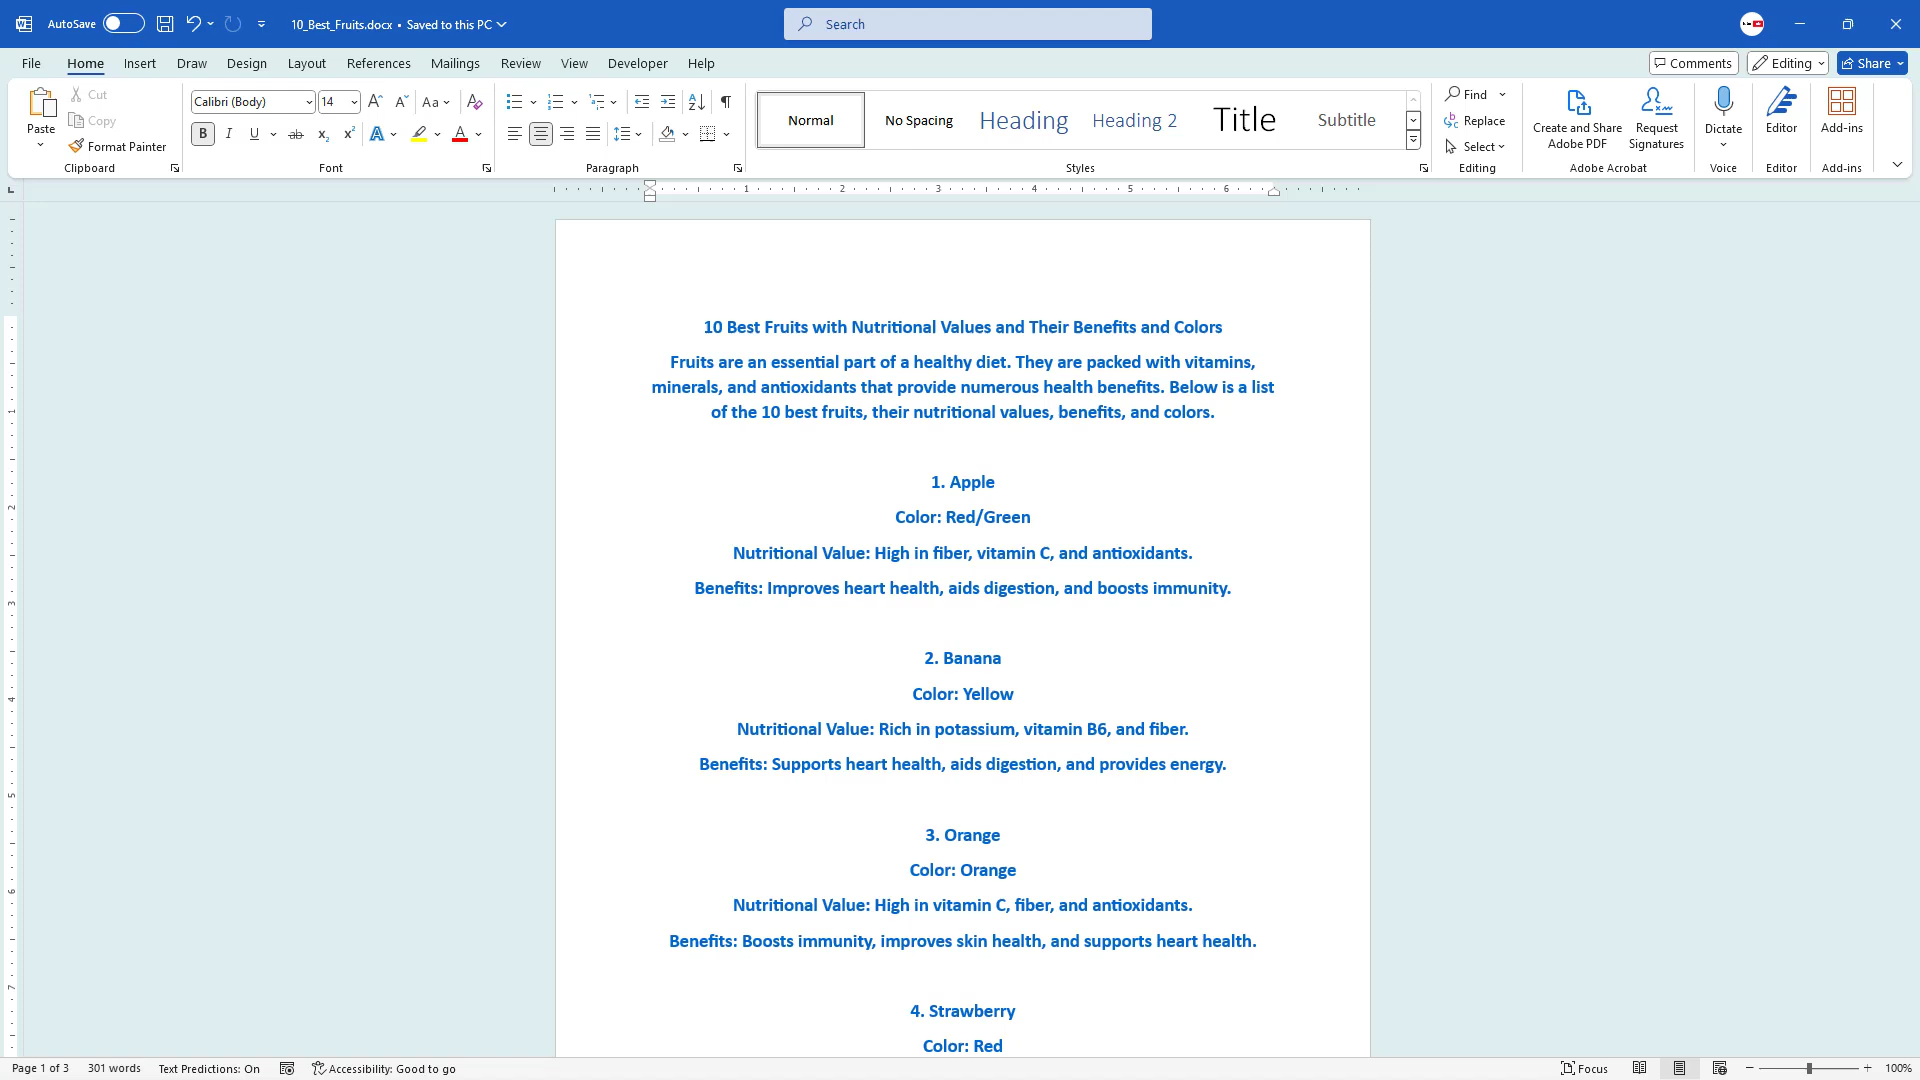 AutoSave
10_Best_Fruits.docx • Saved to this PC
Search
File Home Insert Draw Design Layout References Mailings Review View Developer Help
Comments Editing Share
Paste
Cut
Copy
Format Painter
Clipboard
Calibri (Body) 14
Font
Paragraph
Normal
No Spacing
Heading
Heading 2
Title
Subtitle
Styles
Find
Replace
Select
Editing
Create and Share
Adobe PDF
Request
Signatures
Adobe Acrobat
Dictate
Voice
Editor
Editor
Add-ins
Add-ins
1 2 3 4 5 6
10 Best Fruits with Nutritional Values and Their Benefits and Colors
Fruits are an essential part of a healthy diet. They are packed with vitamins,
minerals, and antioxidants that provide numerous health benefits. Below is a list
of the 10 best fruits, their nutritional values, benefits, and colors.
1. Apple
Color: Red/Green
Nutritional Value: High in fiber, vitamin C, and antioxidants.
Benefits: Improves heart health, aids digestion, and boosts immunity.
2. Banana
Color: Yellow
Nutritional Value: Rich in potassium, vitamin B6, and fiber.
Benefits: Supports heart health, aids digestion, and provides energy.
3. Orange
Color: Orange
Nutritional Value: High in vitamin C, fiber, and antioxidants.
Benefits: Boosts immunity, improves skin health, and supports heart health.
4. Strawberry
Color: Red
Page 1 of 3 301 words Text Predictions: On Accessibility: Good to go
Focus
100%